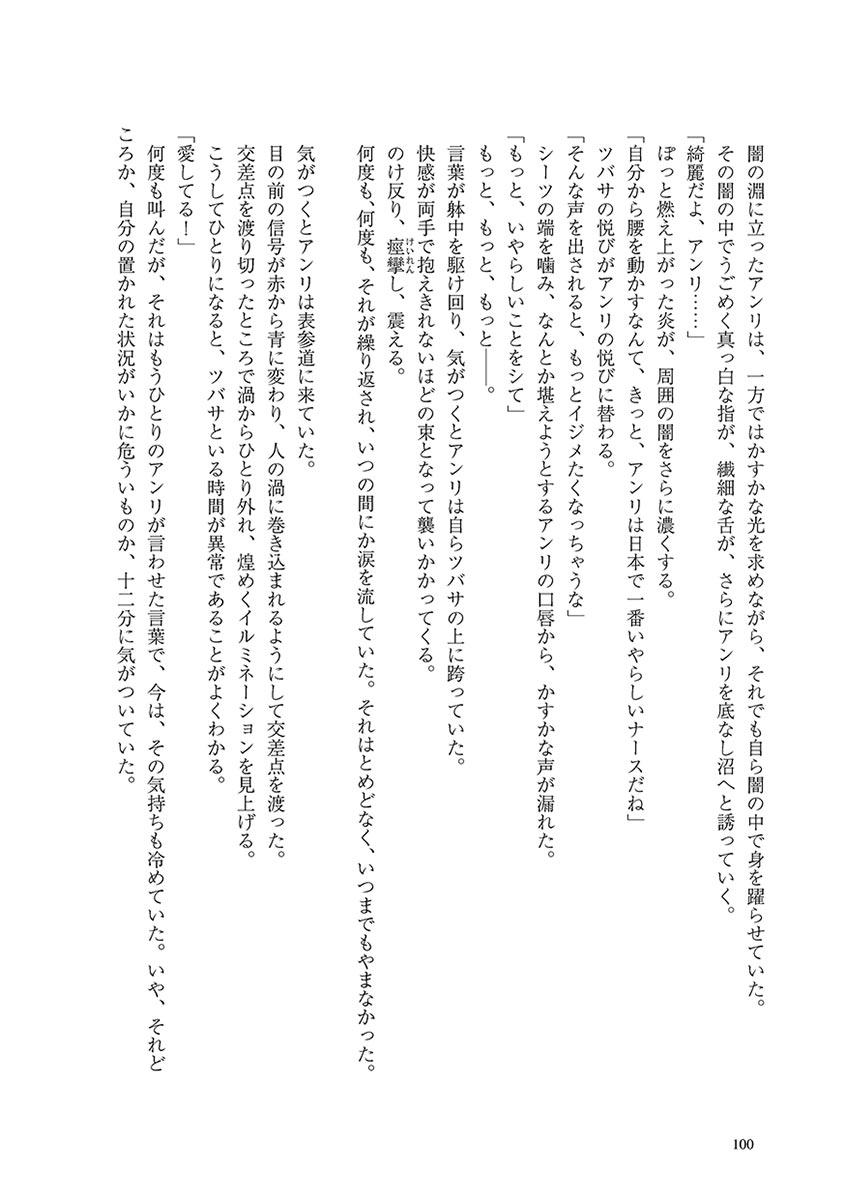 闇の淵に立ったアンリは、一方ではかすかな光を求めながら、それでも自ら闇の中で身を躍らせていた。
その闇の中でうごめく真っ白な指が、繊細な舌が、さらにアンリを底なし沼へと誘っていく。
「綺麗だよ、アンリ……」
ぽっと燃え上がった炎が、周囲の闇をさらに濃くする。
「自分から腰を動かすなんて、きっと、アンリは日本で一番いやらしいナースだね」
ツバサの悦びがアンリの悦びに替わる。
「そんな声を出されると、もっとイジメたくなっちゃうな」
シーツの端を噛み、なんとか堪えようとするアンリの口唇から、かすかな声が漏れた。
「もっと、いやらしいことをシて」
もっと、もっと、もっと――。
言葉が躰中を駆け回り、気がつくとアンリは自らツバサの上に跨っていた。
快感が両手で抱えきれないほどの束となって襲いかかってくる。
のけ反り、痙攣し、震える。
けいれん
何度も、何度も、それが繰り返され、いつの間にか涙を流していた。それはとめどなく、いつまでもやまなかった。
気がつくとアンリは表参道に来ていた。
目の前の信号が赤から青に変わり、人の渦に巻き込まれるようにして交差点を渡った。
交差点を渡り切ったところで渦からひとり外れ、煌めくイルミネーションを見上げる。
こうしてひとりになると、ツバサといる時間が異常であることがよくわかる。
「愛してる！」
何度も叫んだが、それはもうひとりのアンリが言わせた言葉で、今は、その気持ちも冷めていた。いや、それど
ころか、自分の置かれた状況がいかに危ういものか、十二分に気がついていた。
100